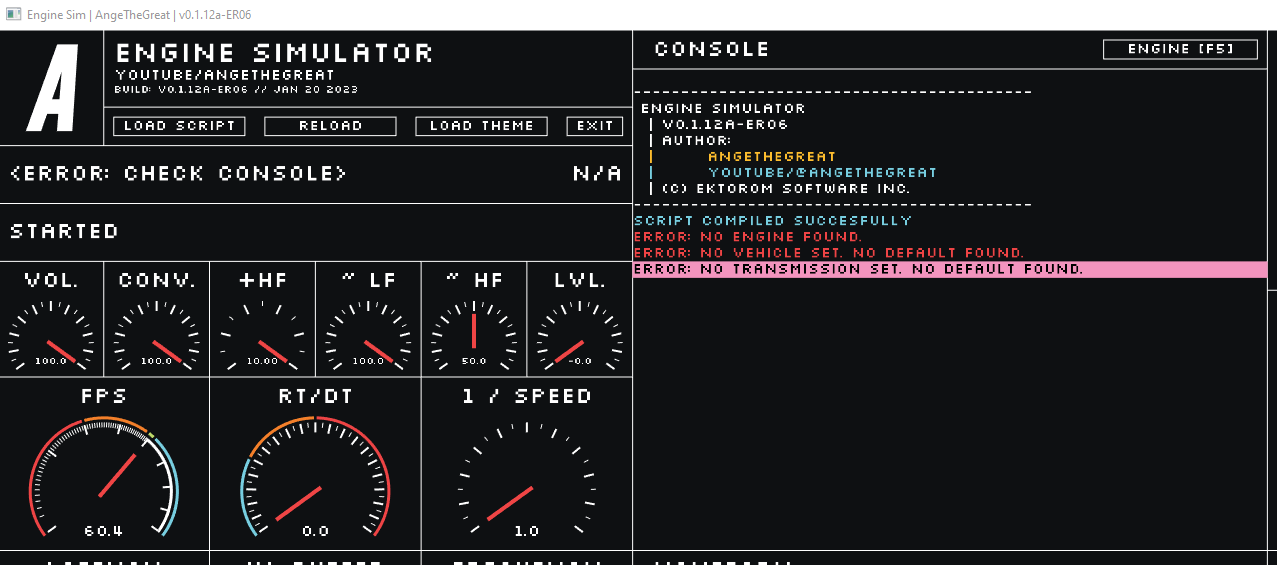 Engine Sim | AngeTheGreat | v0.1.12a-ER06
A
ENGINE SIMULATOR
YOUTUBE/ANGETHEGREAT
BUILD: V0.1.12A-ER06 // JAN 20 2023
LOAD SCRIPT
RELOAD
LOAD THEME
EXIT
<ERROR: CHECK CONSOLE>
N/A
STARTED
VOL.
CONV.
+HF
~ LF
~ HF
LVL.
100.0
100.0
10.00
100.0
50.0
-0.0
FPS
RT/DT
1 / SPEED
60.4
0.0
1.0
CONSOLE
ENGINE [F5]
----------------------------------------
ENGINE SIMULATOR
| V0.1.12A-ER06
| AUTHOR:
| ANGETHEGREAT
| YOUTUBE/@ANGETHEGREAT
| (C) EKTOROM SOFTWARE INC.
----------------------------------------
SCRIPT COMPILED SUCCESFULLY
ERROR: NO ENGINE FOUND.
ERROR: NO VEHICLE SET. NO DEFAULT FOUND.
ERROR: NO TRANSMISSION SET. NO DEFAULT FOUND.